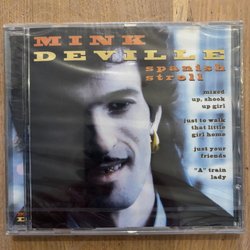 MINK
DEVILLE
spanish
stroll
mixed
up, shook
up girl
just to walk
that little
girl home
just your
friends
"A" train
lady